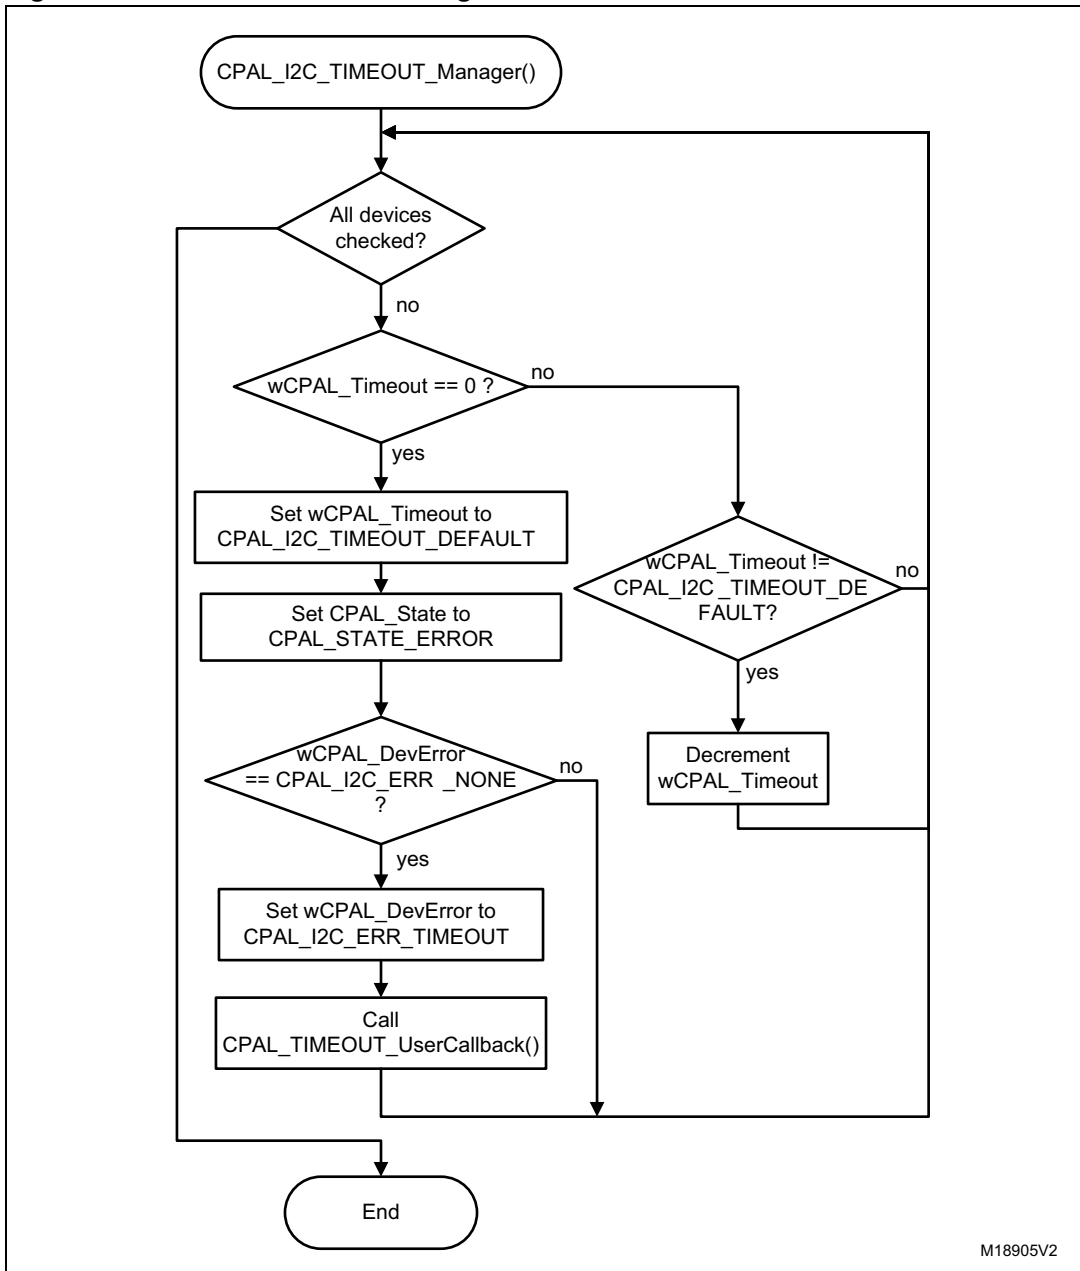 CPAL_I2C_TIMEOUT_Manager()
All devices
checked?
no
wCPAL_Timeout == 0 ?
no
yes
Set wCPAL_Timeout to
CPAL_I2C_TIMEOUT_DEFAULT
wCPAL_Timeout !=
CPAL_I2C _TIMEOUT_DE
FAULT?
no
Set CPAL_State to
CPAL_STATE_ERROR
yes
wCPAL_DevError
== CPAL_I2C_ERR _NONE
?
no
Decrement
wCPAL_Timeout
yes
Set wCPAL_DevError to
CPAL_I2C_ERR_TIMEOUT
Call
CPAL_TIMEOUT_UserCallback()
End
M18905V2